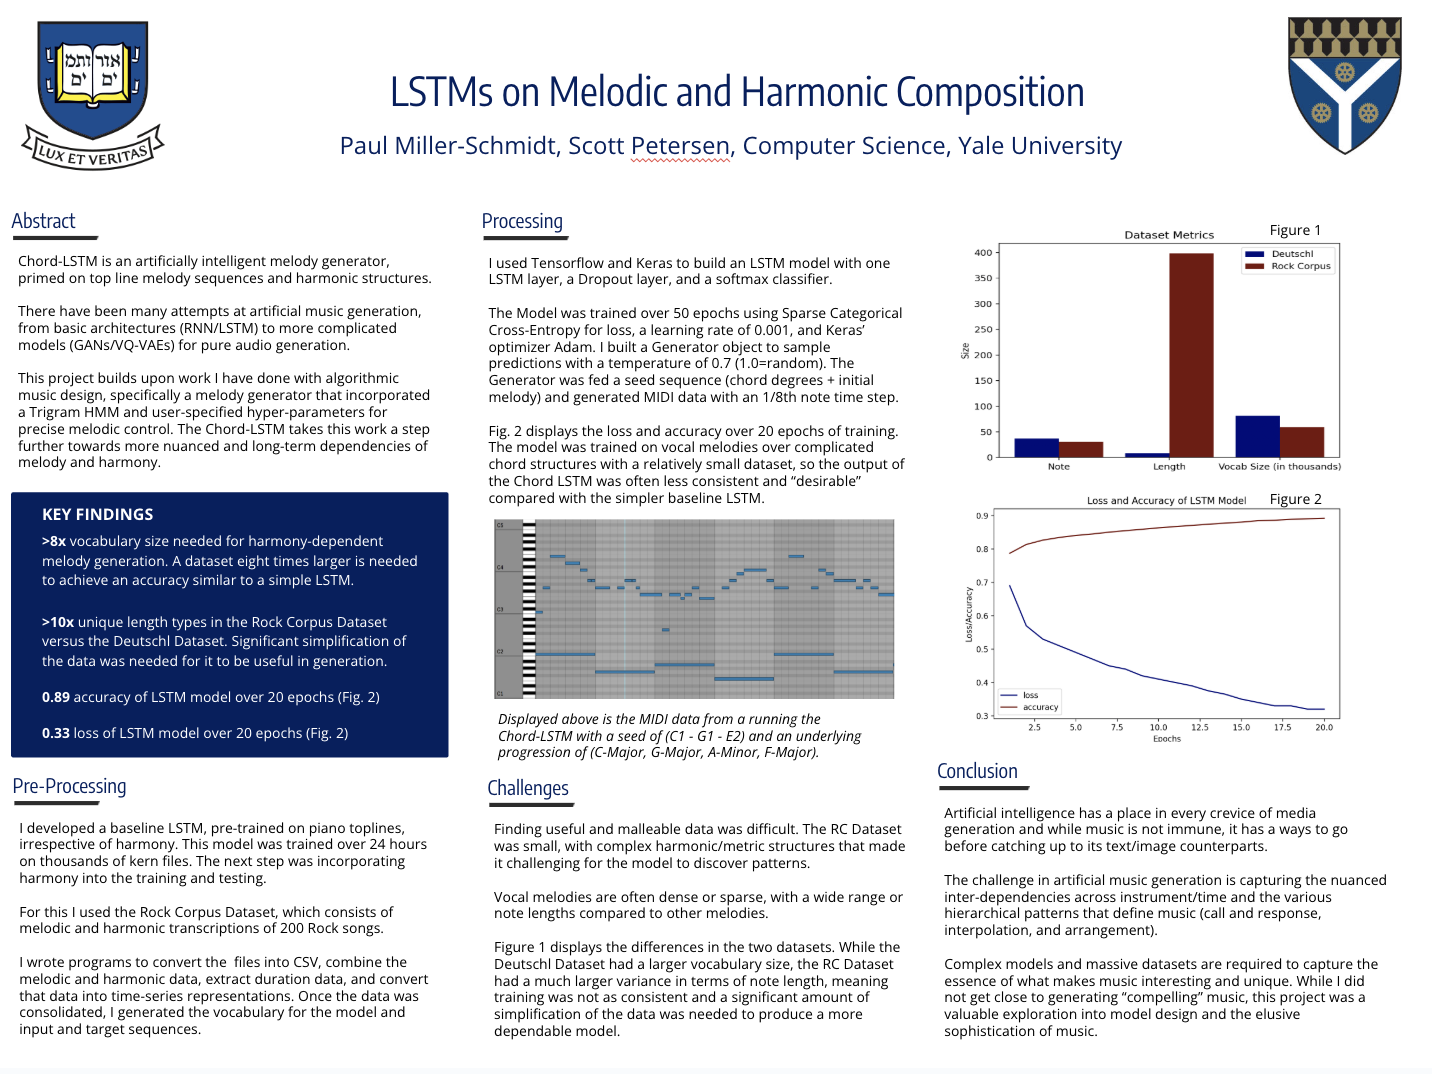 אורים
ותמים
LUX ET VERITAS
LSTMs on Melodic and Harmonic Composition
Paul Miller-Schmidt, Scott Petersen, Computer Science, Yale University
Abstract
Chord-LSTM is an artificially intelligent melody generator,
primed on top line melody sequences and harmonic structures.
There have been many attempts at artificial music generation,
from basic architectures (RNN/LSTM) to more complicated
models (GANs/VQ-VAEs) for pure audio generation.
This project builds upon work I have done with algorithmic
music design, specifically a melody generator that incorporated
a Trigram HMM and user-specified hyper-parameters for
precise melodic control. The Chord-LSTM takes this work a step
further towards more nuanced and long-term dependencies of
melody and harmony.
KEY FINDINGS
>8x vocabulary size needed for harmony-dependent
melody generation. A dataset eight times larger is needed
to achieve an accuracy similar to a simple LSTM.
>10x unique length types in the Rock Corpus Dataset
versus the Deutschl Dataset. Significant simplification of
the data was needed for it to be useful in generation.
0.89 accuracy of LSTM model over 20 epochs (Fig. 2)
0.33 loss of LSTM model over 20 epochs (Fig. 2)
Pre-Processing
I developed a baseline LSTM, pre-trained on piano toplines,
irrespective of harmony. This model was trained over 24 hours
on thousands of kern files. The next step was incorporating
harmony into the training and testing.
For this I used the Rock Corpus Dataset, which consists of
melodic and harmonic transcriptions of 200 Rock songs.
I wrote programs to convert the  files into CSV, combine the
melodic and harmonic data, extract duration data, and convert
that data into time-series representations. Once the data was
consolidated, I generated the vocabulary for the model and
input and target sequences.
Processing
I used Tensorflow and Keras to build an LSTM model with one
LSTM layer, a Dropout layer, and a softmax classifier.
The Model was trained over 50 epochs using Sparse Categorical
Cross-Entropy for loss, a learning rate of 0.001, and Keras’
optimizer Adam. I built a Generator object to sample
predictions with a temperature of 0.7 (1.0=random). The
Generator was fed a seed sequence (chord degrees + initial
melody) and generated MIDI data with an 1/8th note time step.
Fig. 2 displays the loss and accuracy over 20 epochs of training.
The model was trained on vocal melodies over complicated
chord structures with a relatively small dataset, so the output of
the Chord LSTM was often less consistent and “desirable”
compared with the simpler baseline LSTM.
C5
C4
C3
C2
C1
Displayed above is the MIDI data from a running the
Chord-LSTM with a seed of (C1 - G1 - E2) and an underlying
progression of (C-Major, G-Major, A-Minor, F-Major).
Challenges
Finding useful and malleable data was difficult. The RC Dataset
was small, with complex harmonic/metric structures that made
it challenging for the model to discover patterns.
Vocal melodies are often dense or sparse, with a wide range or
note lengths compared to other melodies.
Figure 1 displays the differences in the two datasets. While the
Deutschl Dataset had a larger vocabulary size, the RC Dataset
had a much larger variance in terms of note length, meaning
training was not as consistent and a significant amount of
simplification of the data was needed to produce a more
dependable model.
Figure 1
Dataset Metrics
Deutschl
Rock Corpus
400
350
300
250
200
150
100
50
0
Size
Note Length Vocab Size (in thousands)
Figure 2
Loss and Accuracy of LSTM Model
0.9
0.8
0.7
0.6
0.5
0.4
0.3
Loss/Accuracy
loss
accuracy
2.5 5.0 7.5 10.0 12.5 15.0 17.5 20.0
Epochs
Conclusion
Artificial intelligence has a place in every crevice of media
generation and while music is not immune, it has a ways to go
before catching up to its text/image counterparts.
The challenge in artificial music generation is capturing the nuanced
inter-dependencies across instrument/time and the various
hierarchical patterns that define music (call and response,
interpolation, and arrangement).
Complex models and massive datasets are required to capture the
essence of what makes music interesting and unique. While I did
not get close to generating “compelling” music, this project was a
valuable exploration into model design and the elusive
sophistication of music.